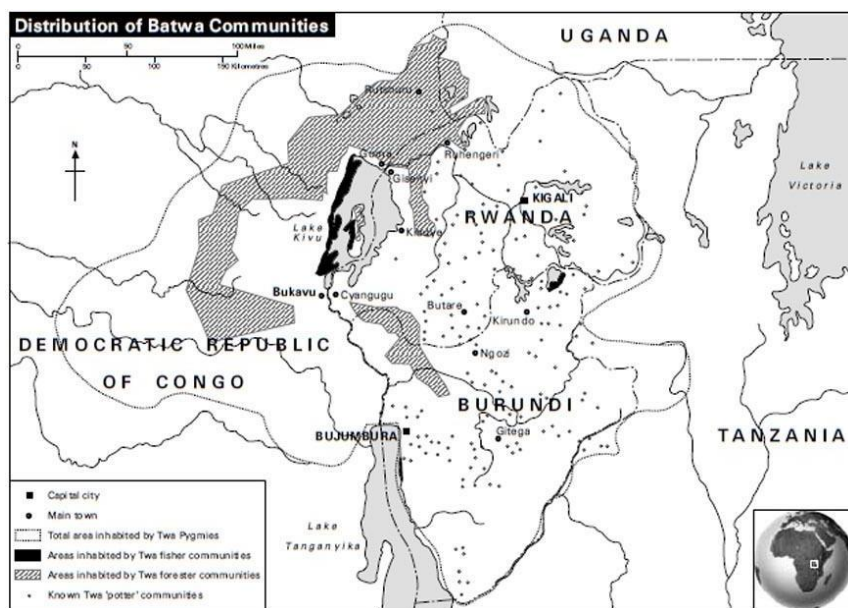 Distribution of Batwa Communities
0 50 100 Miles
0 50 100 150 Kilometres
N
UGANDA
Rutshuru
Goma
Gisenyi
Ruhengeri
KIGALI
RWANDA
Lake
Victoria
Lake
Kivu
Kibuye
Bukavu
Cyangugu
Butare
Kirundo
Ngozi
DEMOCRATIC REPUBLIC
OF CONGO
BURUNDI
BUJUMBURA
Gitega
TANZANIA
Lake
Tanganyika
Capital city
Main town
Total area inhabited by Twa Pygmies
Areas inhabited by Twa fisher communities
Areas inhabited by Twa forester communities
Known Twa 'potter' communities